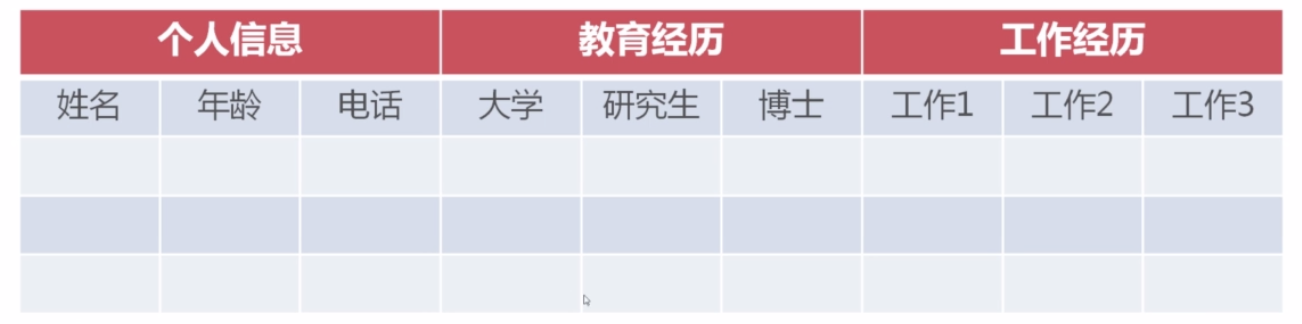 个人信息 教育经历 工作经历
姓名 年龄 电话 大学 研究生 博士 工作1 工作2 工作3